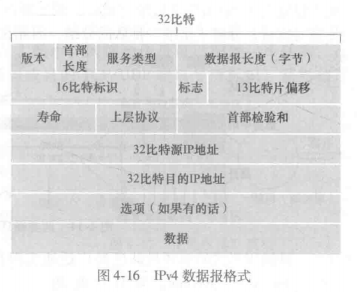 32比特
版本 首部长度 服务类型 数据报长度（字节）
16比特标识 标志 13比特片偏移
寿命 上层协议 首部检验和
32比特源IP地址
32比特目的IP地址
选项（如果有的话）
数据
图 4-16 IPv4 数据报格式